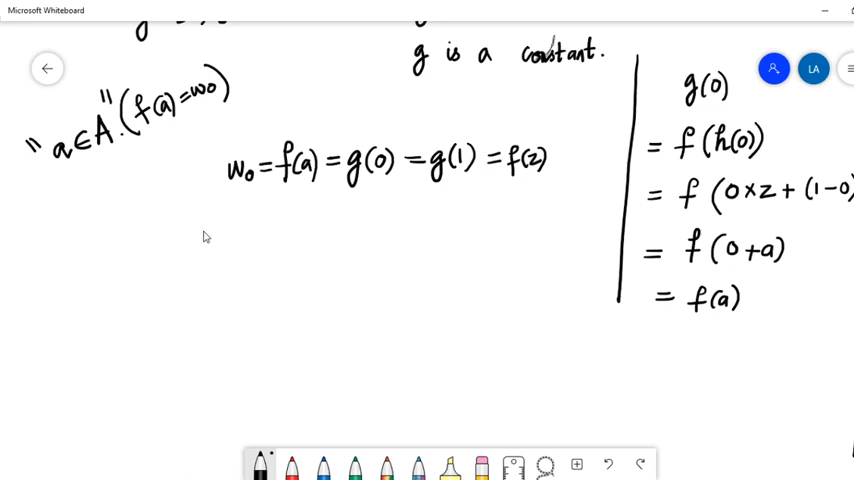 Microsoft Whiteboard
g is a constant.
LA
" a∈A." (f(a)=w₀)
w₀ = f(a) = g(0) = g(1) = f(z)
g(0)
= f(h(0))
= f(0×z + (1-0)
= f(0+a)
= f(a)